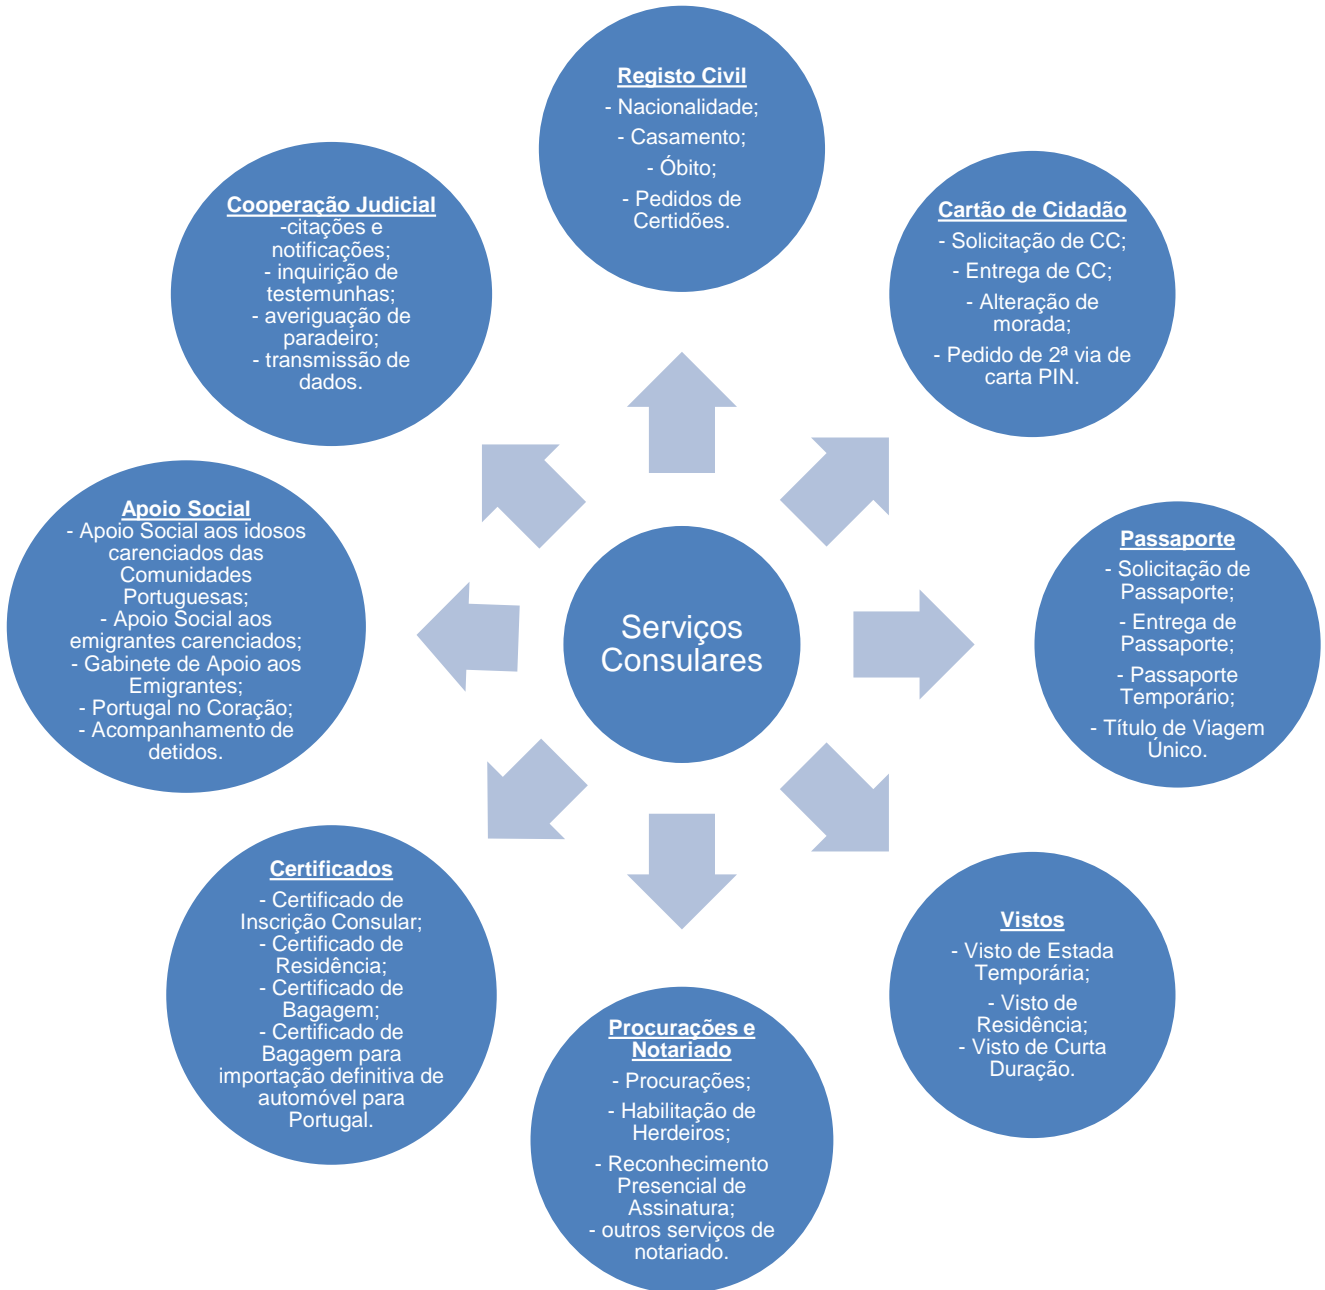 Registo Civil
- Nacionalidade;
- Casamento;
- Óbito;
- Pedidos de
Certidões.
Cartão de Cidadão
- Solicitação de CC;
- Entrega de CC;
- Alteração de
morada;
- Pedido de 2ª via de
carta PIN.
Passaporte
- Solicitação de
Passaporte;
- Entrega de
Passaporte;
- Passaporte
Temporário;
- Título de Viagem
Único.
Vistos
- Visto de Estada
Temporária;
- Visto de
Residência;
- Visto de Curta
Duração.
Procurações e
Notariado
- Procurações;
- Habilitação de
Herdeiros;
- Reconhecimento
Presencial de
Assinatura;
- outros serviços de
notariado.
Certificados
- Certificado de
Inscrição Consular;
- Certificado de
Residência;
- Certificado de
Bagagem;
- Certificado de
Bagagem para
importação definitiva de
automóvel para
Portugal.
Apoio Social
- Apoio Social aos idosos
carenciados das
Comunidades
Portuguesas;
- Apoio Social aos
emigrantes carenciados;
- Gabinete de Apoio aos
Emigrantes;
- Portugal no Coração;
- Acompanhamento de
detidos.
Cooperação Judicial
-citações e
notificações;
- inquirição de
testemunhas;
- averiguação de
paradeiro;
- transmissão de
dados.
Serviços
Consulares